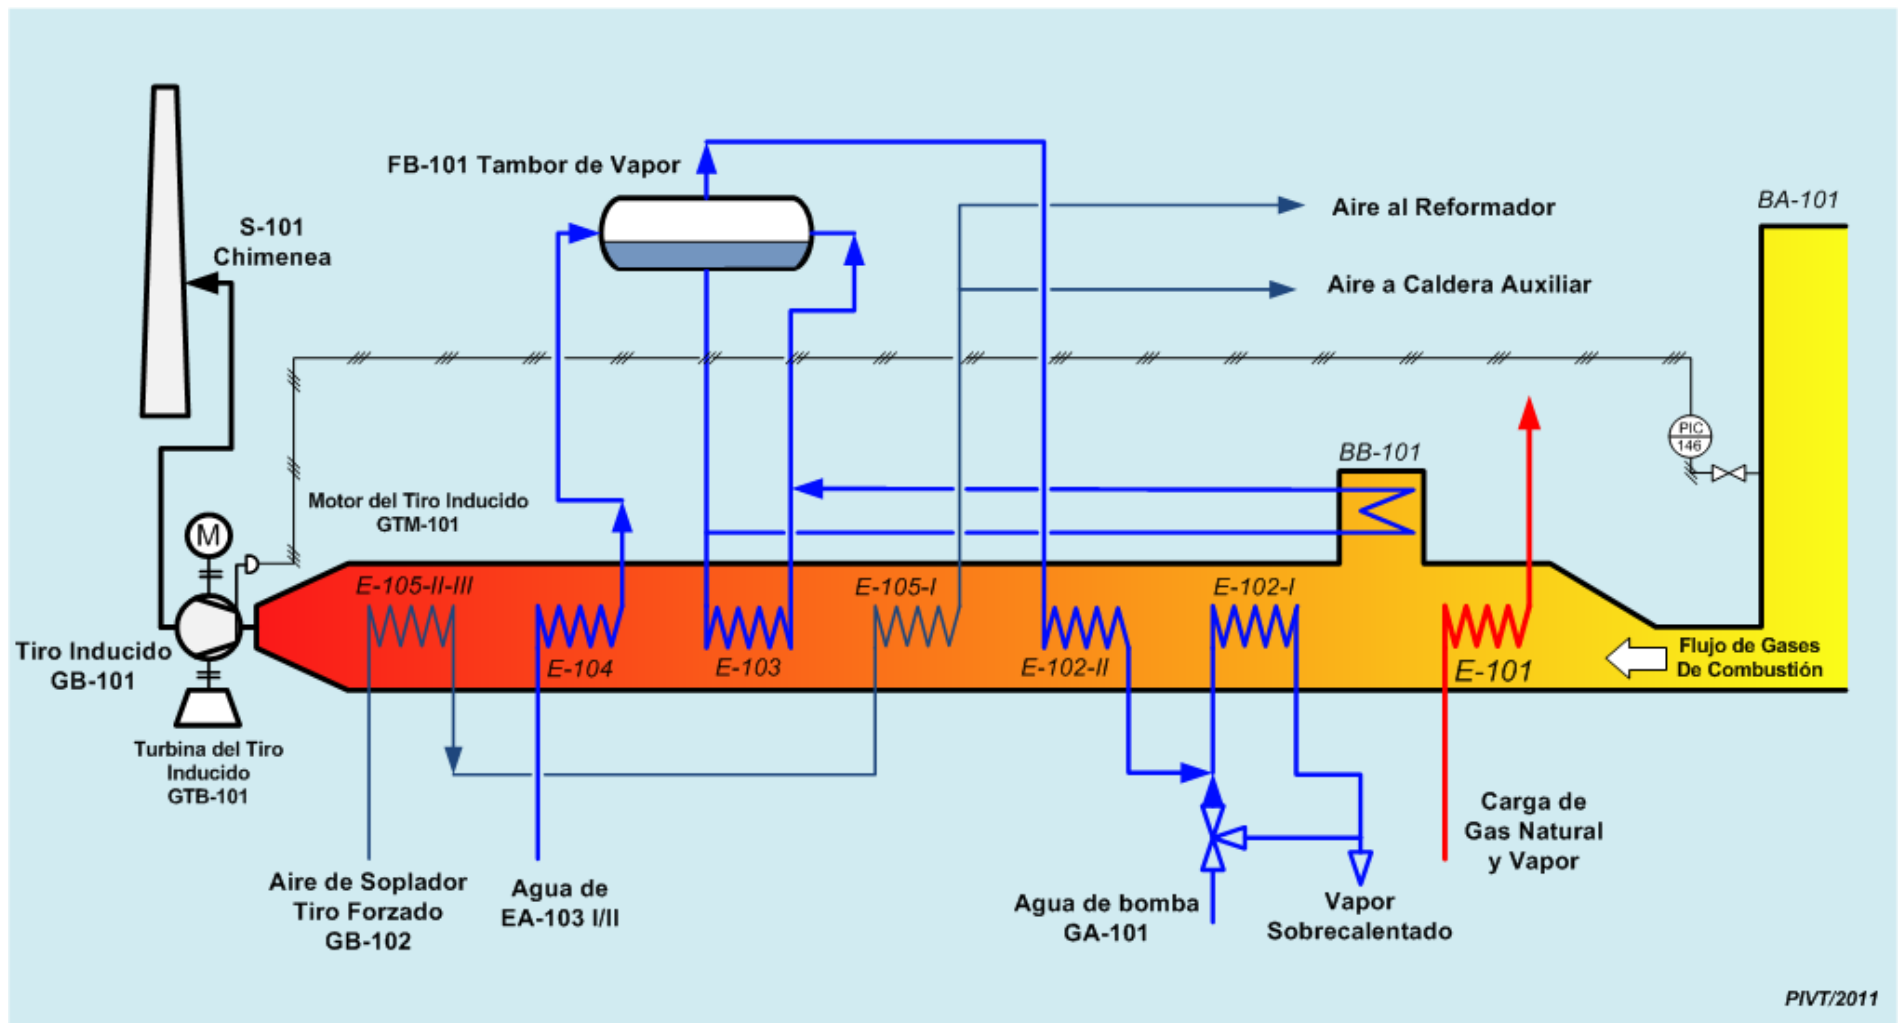 FB-101 Tambor de Vapor
S-101
Chimenea
Aire al Reformador
Aire a Caldera Auxiliar
BA-101
PIC
146
BB-101
Motor del Tiro Inducido
GTM-101
M
E-105-II-III
E-104
E-103
E-105-I
E-102-II
E-102-I
E-101
Flujo de Gases
De Combustión
Tiro Inducido
GB-101
Turbina del Tiro
Inducido
GTB-101
Aire de Soplador
Tiro Forzado
GB-102
Agua de
EA-103 I/II
Agua de bomba
GA-101
Vapor
Sobrecalentado
Carga de
Gas Natural
y Vapor
PIVT/2011